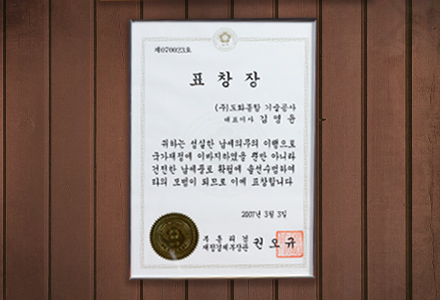 제070023호
표 창 장
(주)도화종합 기술공사
대표이사 김 영 윤
귀하는 성실한 납세의무의 이행으로
국가재정에 이바지하였을 뿐만 아니라
건전한 납세풍토 확립에 솔선수범하여
타의 모범이 되므로 이에 표창합니다
2007년 3월 3일
부총리겸
재정경제부장관 권 오 규